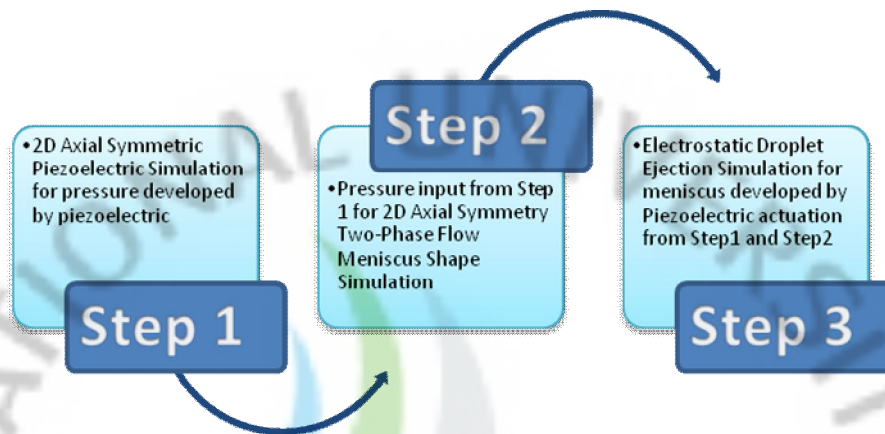 •2D Axial Symmetric
Piezoelectric Simulation
for pressure developed
by piezoelectric
Step 1
Step 2
•Pressure input from Step
1 for 2D Axial Symmetry
Two-Phase Flow
Meniscus Shape
Simulation
•Electrostatic Droplet
Ejection Simulation for
meniscus developed by
Piezoelectric actuation
from Step1 and Step2
Step 3